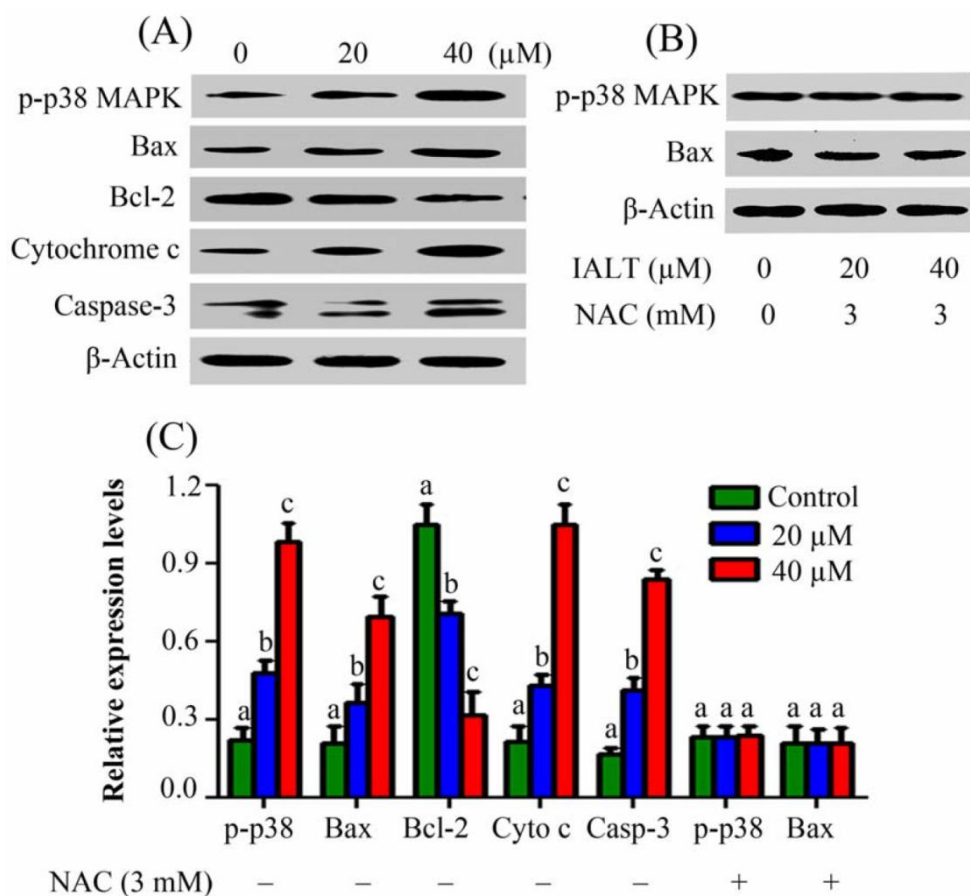 (A)
0 20 40 (µM)
p-p38 MAPK
Bax
Bcl-2
Cytochrome c
Caspase-3
β-Actin
(B)
p-p38 MAPK
Bax
β-Actin
IALT (µM) 0 20 40
NAC (mM) 0 3 3
(C)
Relative expression levels
1.2
0.9
0.6
0.3
0.0
a b c a b c a b c a b c a b c a a a a a a
Control
20 µM
40 µM
p-p38 Bax Bcl-2 Cyto c Casp-3 p-p38 Bax
NAC (3 mM) – – – – – + +